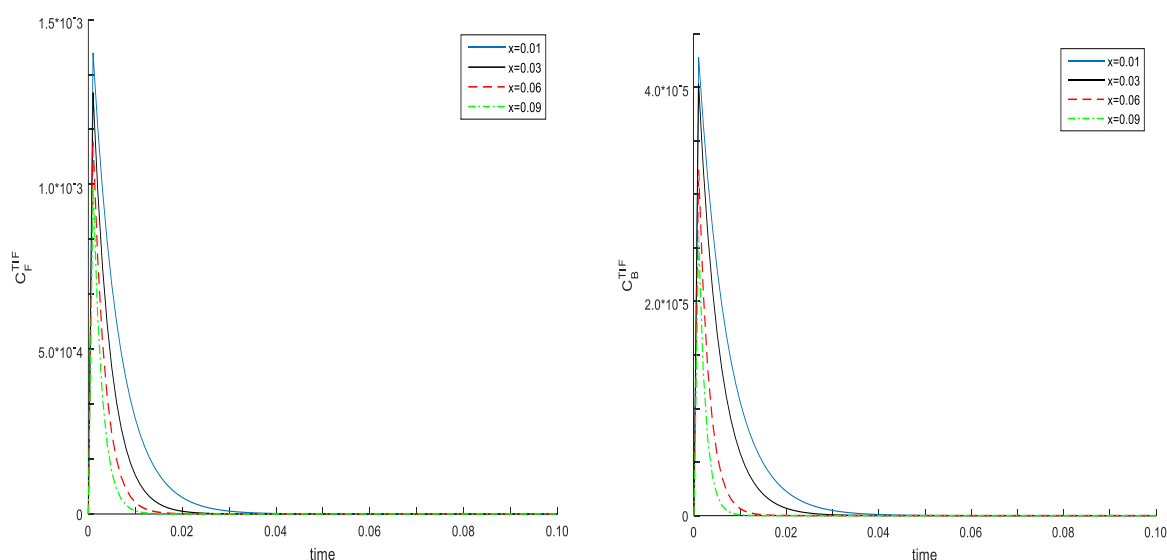 1.5*10⁻³
1.0*10⁻³
5.0*10⁻⁴
0
C_F^TIF
x=0.01
x=0.03
x=0.06
x=0.09
0 0.02 0.04 0.06 0.08 0.10
time
4.0*10⁻⁵
2.0*10⁻⁵
0
C_B^TIF
x=0.01
x=0.03
x=0.06
x=0.09
0 0.02 0.04 0.06 0.08 0.10
time